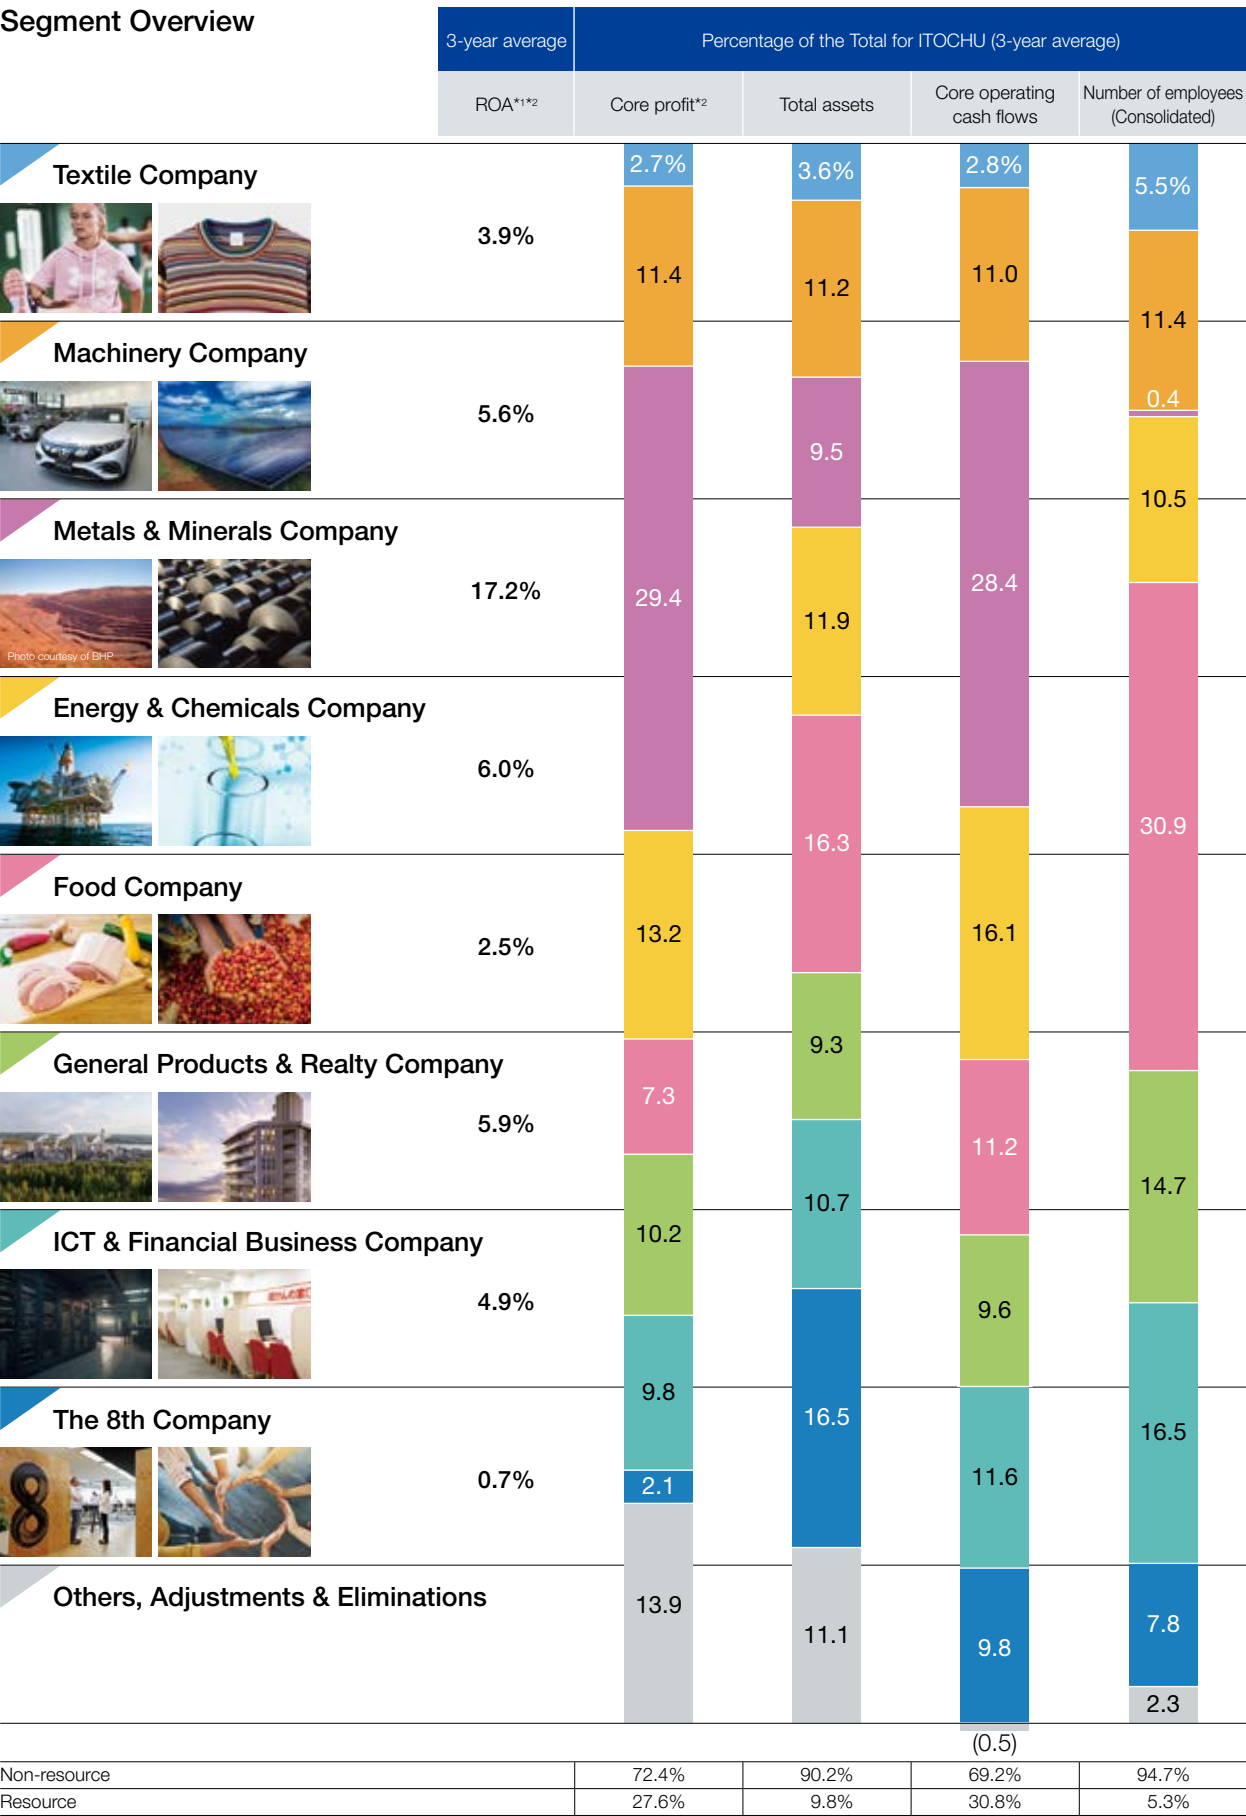 Segment Overview
3-year average
Percentage of the Total for ITOCHU (3-year average)
ROA*1*2
Core profit*2
Total assets
Core operating
cash flows
Number of employees
(Consolidated)
Textile Company
3.9%
2.7%
3.6%
2.8%
5.5%
11.4
11.2
11.0
11.4
Machinery Company
5.6%
0.4
9.5
10.5
Metals & Minerals Company
17.2%
Photo courtesy of BHP
29.4
11.9
28.4
Energy & Chemicals Company
6.0%
16.3
30.9
Food Company
2.5%
13.2
16.1
General Products & Realty Company
5.9%
7.3
9.3
11.2
14.7
ICT & Financial Business Company
4.9%
10.2
10.7
9.6
The 8th Company
8
0.7%
9.8
16.5
11.6
16.5
2.1
Others, Adjustments & Eliminations
13.9
11.1
9.8
7.8
2.3
(0.5)
Non-resource 72.4% 90.2% 69.2% 94.7%
Resource 27.6% 9.8% 30.8% 5.3%